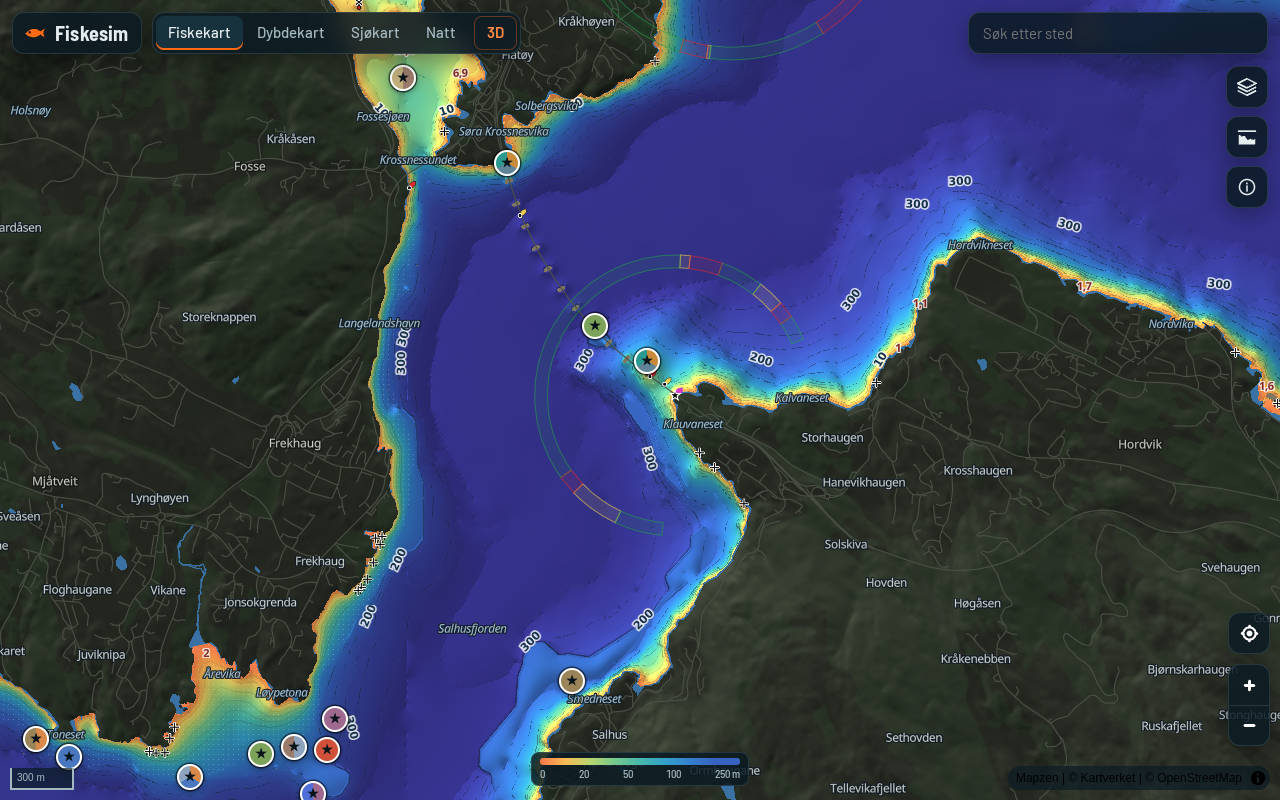 Fiskesim
Fiskekart
Dybdekart
Sjøkart
Natt
3D
Søk etter sted
Kråkhøyen
Flatøy
6,9
10
Holsnøy
Solbergsvika
Fossesjøen
Søra Krossnesvika
Kråkåsen
Krossnessundet
Fosse
300
300
300
Hordvikneset
300
1,7
300
1,1
300
Storeknappen
Langelandshavn
Nordvika
300
300
200
10
1
1,6
Kalvaneset
Klauvaneset
Storhaugen
Hordvik
Frekhaug
300
Krosshaugen
Mjåtveit
Hanevikhaugen
Lynghøyen
Solskiva
200
Frekhaug
Svehaugen
Floghaugane
Vikane
Hovden
Jonsokgrenda
Høgåsen
200
200
Salhusfjorden
300
Juviknipa
2
Kråkenebben
Årevika
Bjørnskarhaugen
Løypetona
Smedneset
Ruskafjellet
Salhus
Sethovden
300 m
0
20
50
100
250 m
Tellevikafjellet
Mapzen | © Kartverket | © OpenStreetMap